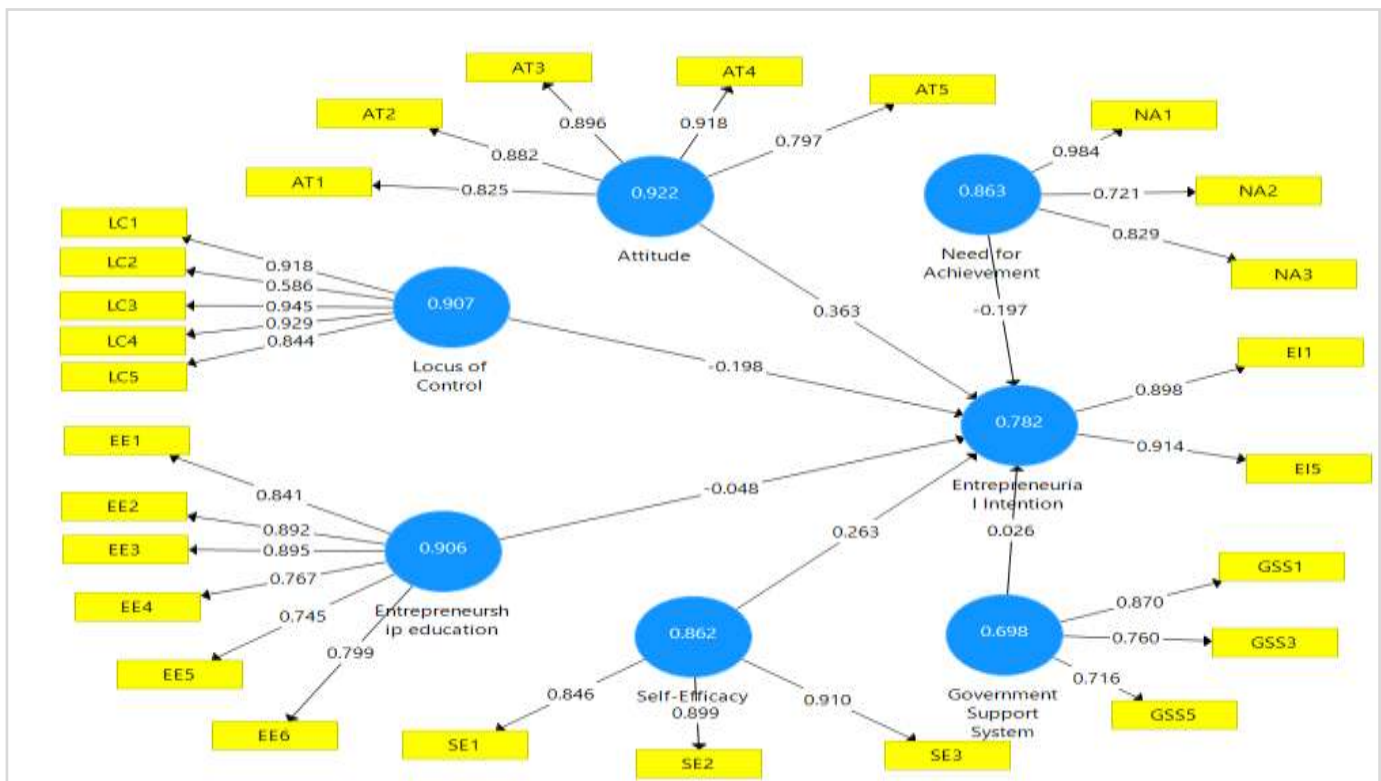 AT3
AT4
AT5
AT2
AT1
0.896
0.918
0.797
0.882
0.825
0.922
Attitude
NA1
NA2
NA3
0.984
0.721
0.829
0.863
Need for
Achievement
LC1
LC2
LC3
LC4
LC5
0.918
0.586
0.945
0.929
0.844
0.907
Locus of
Control
0.363
-0.197
-0.198
-0.048
0.263
0.026
EI1
EI5
0.898
0.914
0.782
Entrepreneuria
l Intention
EE1
EE2
EE3
EE4
EE5
EE6
0.841
0.892
0.895
0.767
0.745
0.799
0.906
Entrepreneursh
ip education
0.862
Self-Efficacy
0.846
0.899
0.910
SE1
SE2
SE3
0.698
Government
Support
System
0.870
0.760
0.716
GSS1
GSS3
GSS5